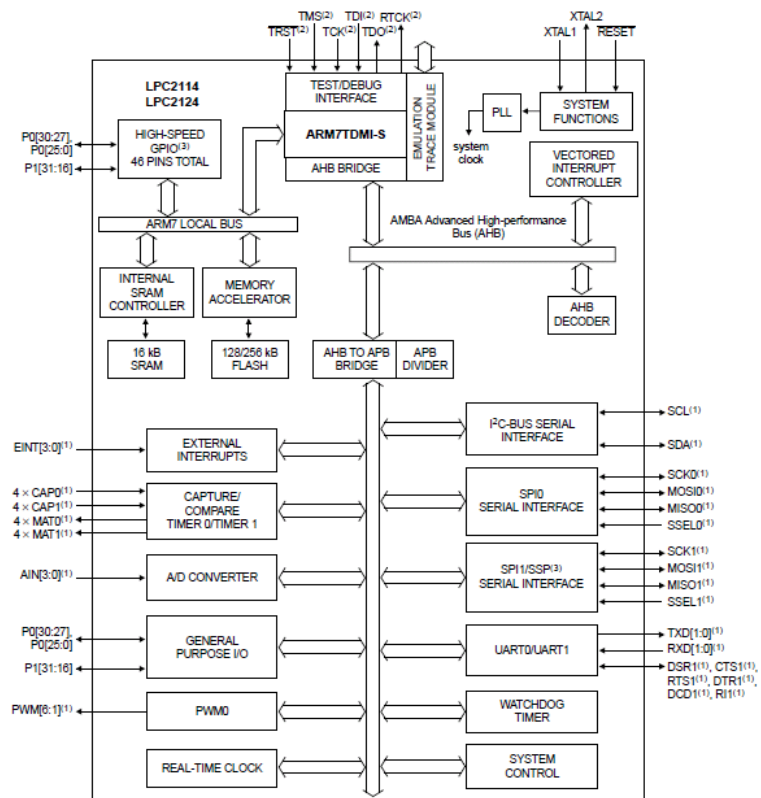 TMS(2) TDI(2) RTCK(2)
TRST(2) TCK(2) TDO(2)
XTAL2
XTAL1 RESET
LPC2114
LPC2124
TEST/DEBUG
INTERFACE
ARM7TDMI-S
AHB BRIDGE
EMULATION
TRACE MODULE
PLL
system
clock
SYSTEM
FUNCTIONS
P0[30:27],
P0[25:0]
P1[31:16]
HIGH-SPEED
GPIO(3)
46 PINS TOTAL
VECTORED
INTERRUPT
CONTROLLER
ARM7 LOCAL BUS
AMBA Advanced High-performance
Bus (AHB)
INTERNAL
SRAM
CONTROLLER
MEMORY
ACCELERATOR
AHB
DECODER
16 kB
SRAM
128/256 kB
FLASH
AHB TO APB
BRIDGE
APB
DIVIDER
EINT[3:0](1)
EXTERNAL
INTERRUPTS
I2C-BUS SERIAL
INTERFACE
SCL(1)
SDA(1)
4 × CAP0(1)
4 × CAP1(1)
4 × MAT0(1)
4 × MAT1(1)
CAPTURE/
COMPARE
TIMER 0/TIMER 1
SPI0
SERIAL INTERFACE
SCK0(1)
MOSI0(1)
MISO0(1)
SSEL0(1)
AIN[3:0](1)
A/D CONVERTER
SPI1/SSP(3)
SERIAL INTERFACE
SCK1(1)
MOSI1(1)
MISO1(1)
SSEL1(1)
P0[30:27],
P0[25:0]
P1[31:16]
GENERAL
PURPOSE I/O
UART0/UART1
TXD[1:0](1)
RXD[1:0](1)
DSR1(1), CTS1(1),
RTS1(1), DTR1(1),
DCD1(1), RI1(1)
PWM[6:1](1)
PWM0
WATCHDOG
TIMER
REAL-TIME CLOCK
SYSTEM
CONTROL